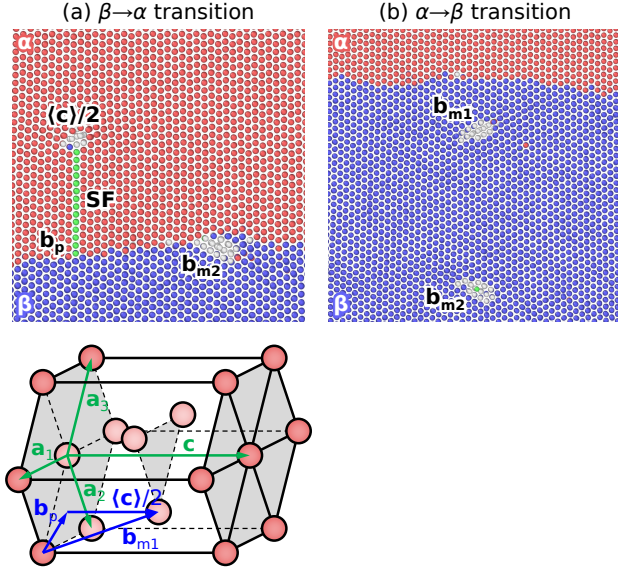 (a) β→α transition
(b) α→β transition
α
⟨c⟩/2
SF
b_p
b_m2
β
α
b_m1
b_m2
β
a_3
a_1
c
a_2
b_p
⟨c⟩/2
b_m1